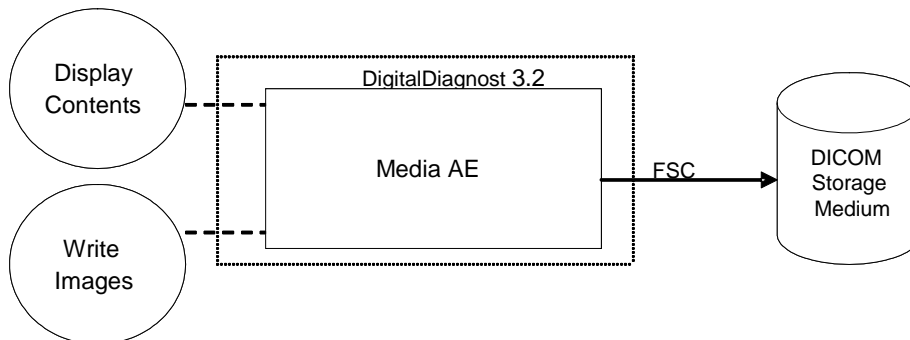 Display
Contents
DigitalDiagnost 3.2
Media AE
FSC
DICOM
Storage
Medium
Write
Images